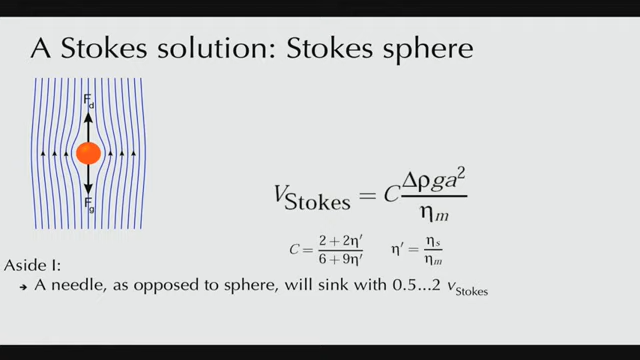 A Stokes solution: Stokes sphere
F_d
F_g
V_Stokes = C Δρga² / η_m
C = 2 + 2η′ / 6 + 9η′    η′ = η_s / η_m
Aside I:
➔ A needle, as opposed to sphere, will sink with 0.5...2 v_Stokes